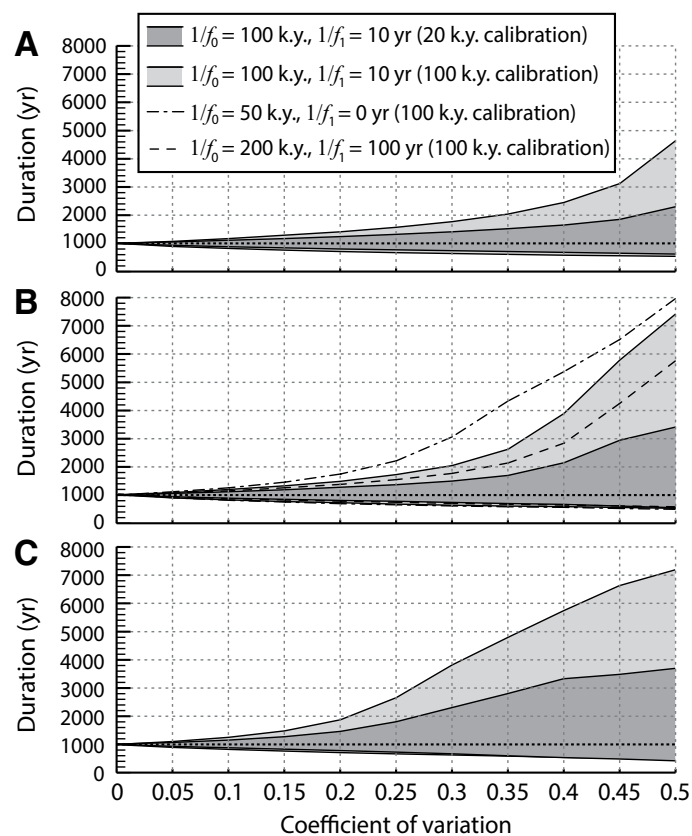 A
1/f₀ = 100 k.y., 1/f₁ = 10 yr (20 k.y. calibration)
1/f₀ = 100 k.y., 1/f₁ = 10 yr (100 k.y. calibration)
1/f₀ = 50 k.y., 1/f₁ = 0 yr (100 k.y. calibration)
1/f₀ = 200 k.y., 1/f₁ = 100 yr (100 k.y. calibration)
Duration (yr)
8000
7000
6000
5000
4000
3000
2000
1000
0
B
Duration (yr)
8000
7000
6000
5000
4000
3000
2000
1000
0
C
Duration (yr)
8000
7000
6000
5000
4000
3000
2000
1000
0
0 0.05 0.1 0.15 0.2 0.25 0.3 0.35 0.4 0.45 0.5
Coefficient of variation